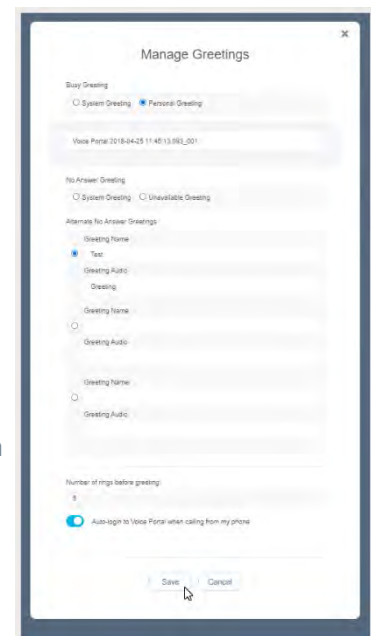 x
Manage Greetings
Busy Greeting
System Greeting Personal Greeting
Voice Portal 2018-04-25 11:45:13.093_001
No Answer Greeting
System Greeting Unavailable Greeting
Alternate No Answer Greetings
Greeting Name
Test
Greeting Audio
Greeting
Greeting Name
Greeting Audio
Greeting Name
Greeting Audio
Number of rings before greeting:
Auto-login to Voice Portal when calling from my phone
Save Cancel